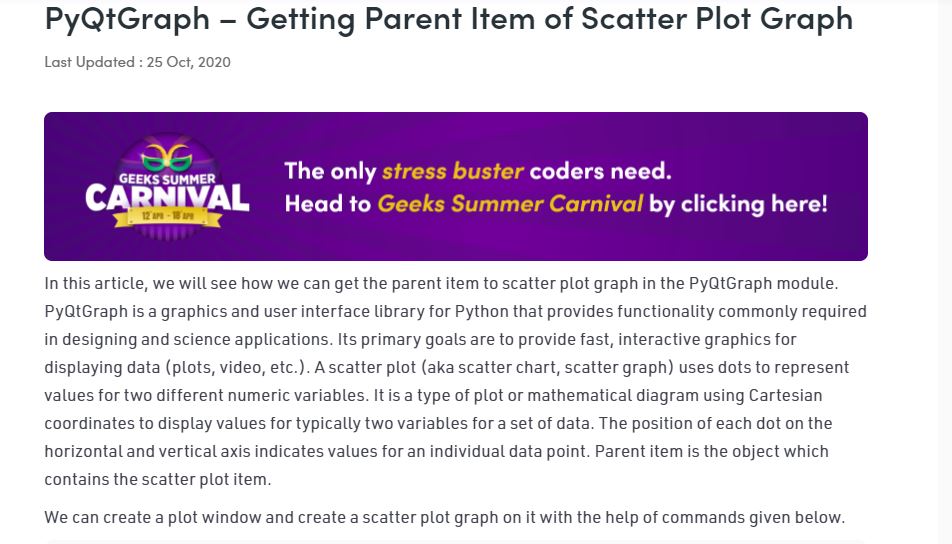 PyQtGraph – Getting Parent Item of Scatter Plot Graph
Last Updated : 25 Oct, 2020
GEEKS SUMMER
CARNIVAL
12 APR - 18 APR
The only stress buster coders need.
Head to Geeks Summer Carnival by clicking here!
In this article, we will see how we can get the parent item to scatter plot graph in the PyQtGraph module.
PyQtGraph is a graphics and user interface library for Python that provides functionality commonly required
in designing and science applications. Its primary goals are to provide fast, interactive graphics for
displaying data (plots, video, etc.). A scatter plot (aka scatter chart, scatter graph) uses dots to represent
values for two different numeric variables. It is a type of plot or mathematical diagram using Cartesian
coordinates to display values for typically two variables for a set of data. The position of each dot on the
horizontal and vertical axis indicates values for an individual data point. Parent item is the object which
contains the scatter plot item.
We can create a plot window and create a scatter plot graph on it with the help of commands given below.